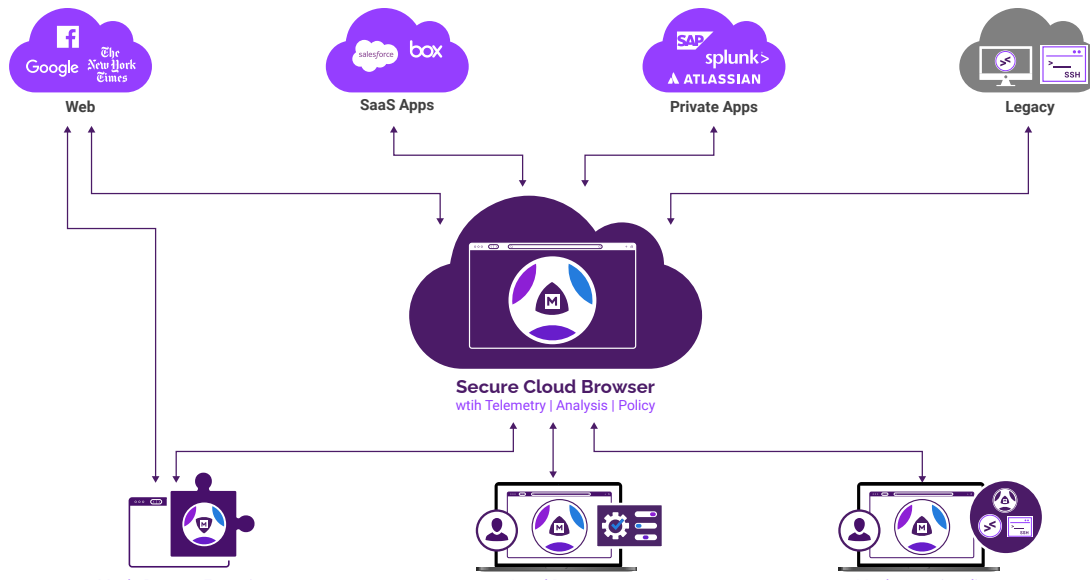 Google
The
New York
Times
Web
salesforce
box
SaaS Apps
SAP
splunk>
ATLASSIAN
Private Apps
>_
SSH
Legacy
M
Secure Cloud Browser
wtih Telemetry | Analysis | Policy
M
M
M
SSH